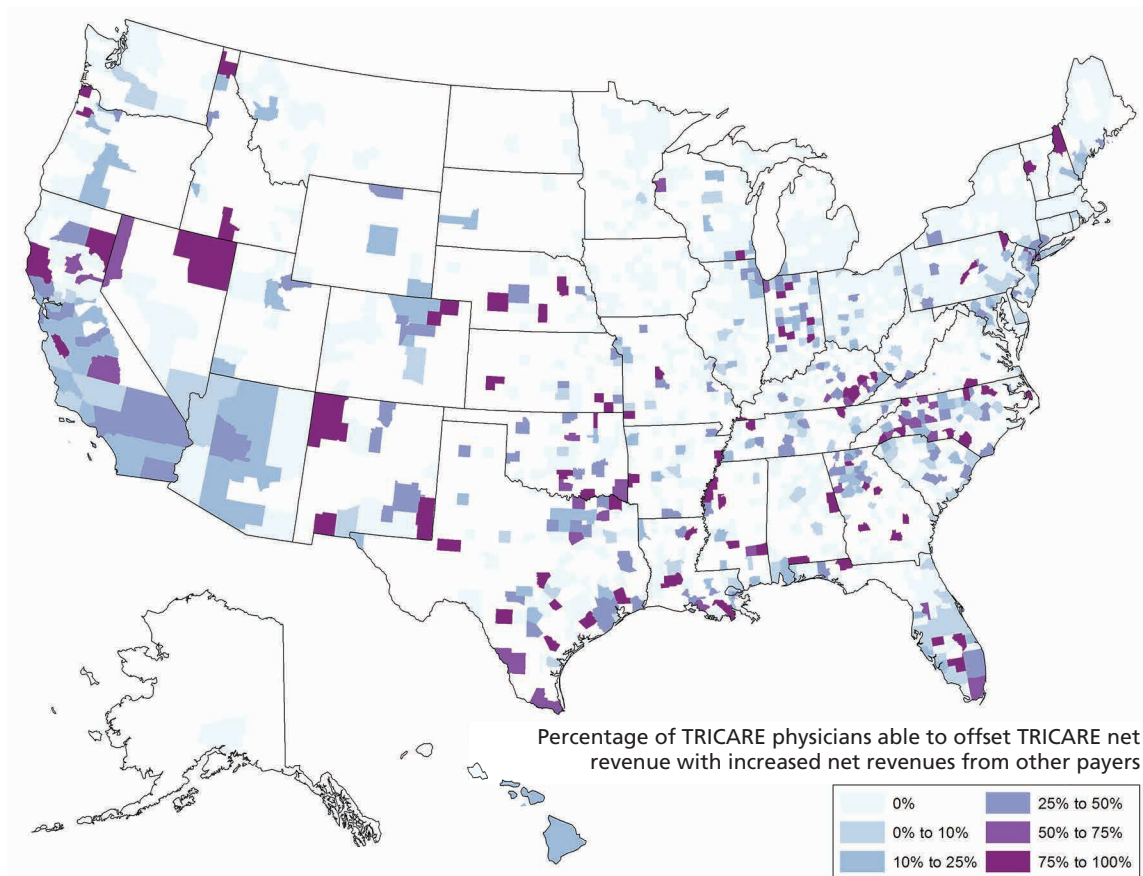 Percentage of TRICARE physicians able to offset TRICARE net
revenue with increased net revenues from other payers
0%
25% to 50%
0% to 10%
50% to 75%
10% to 25%
75% to 100%